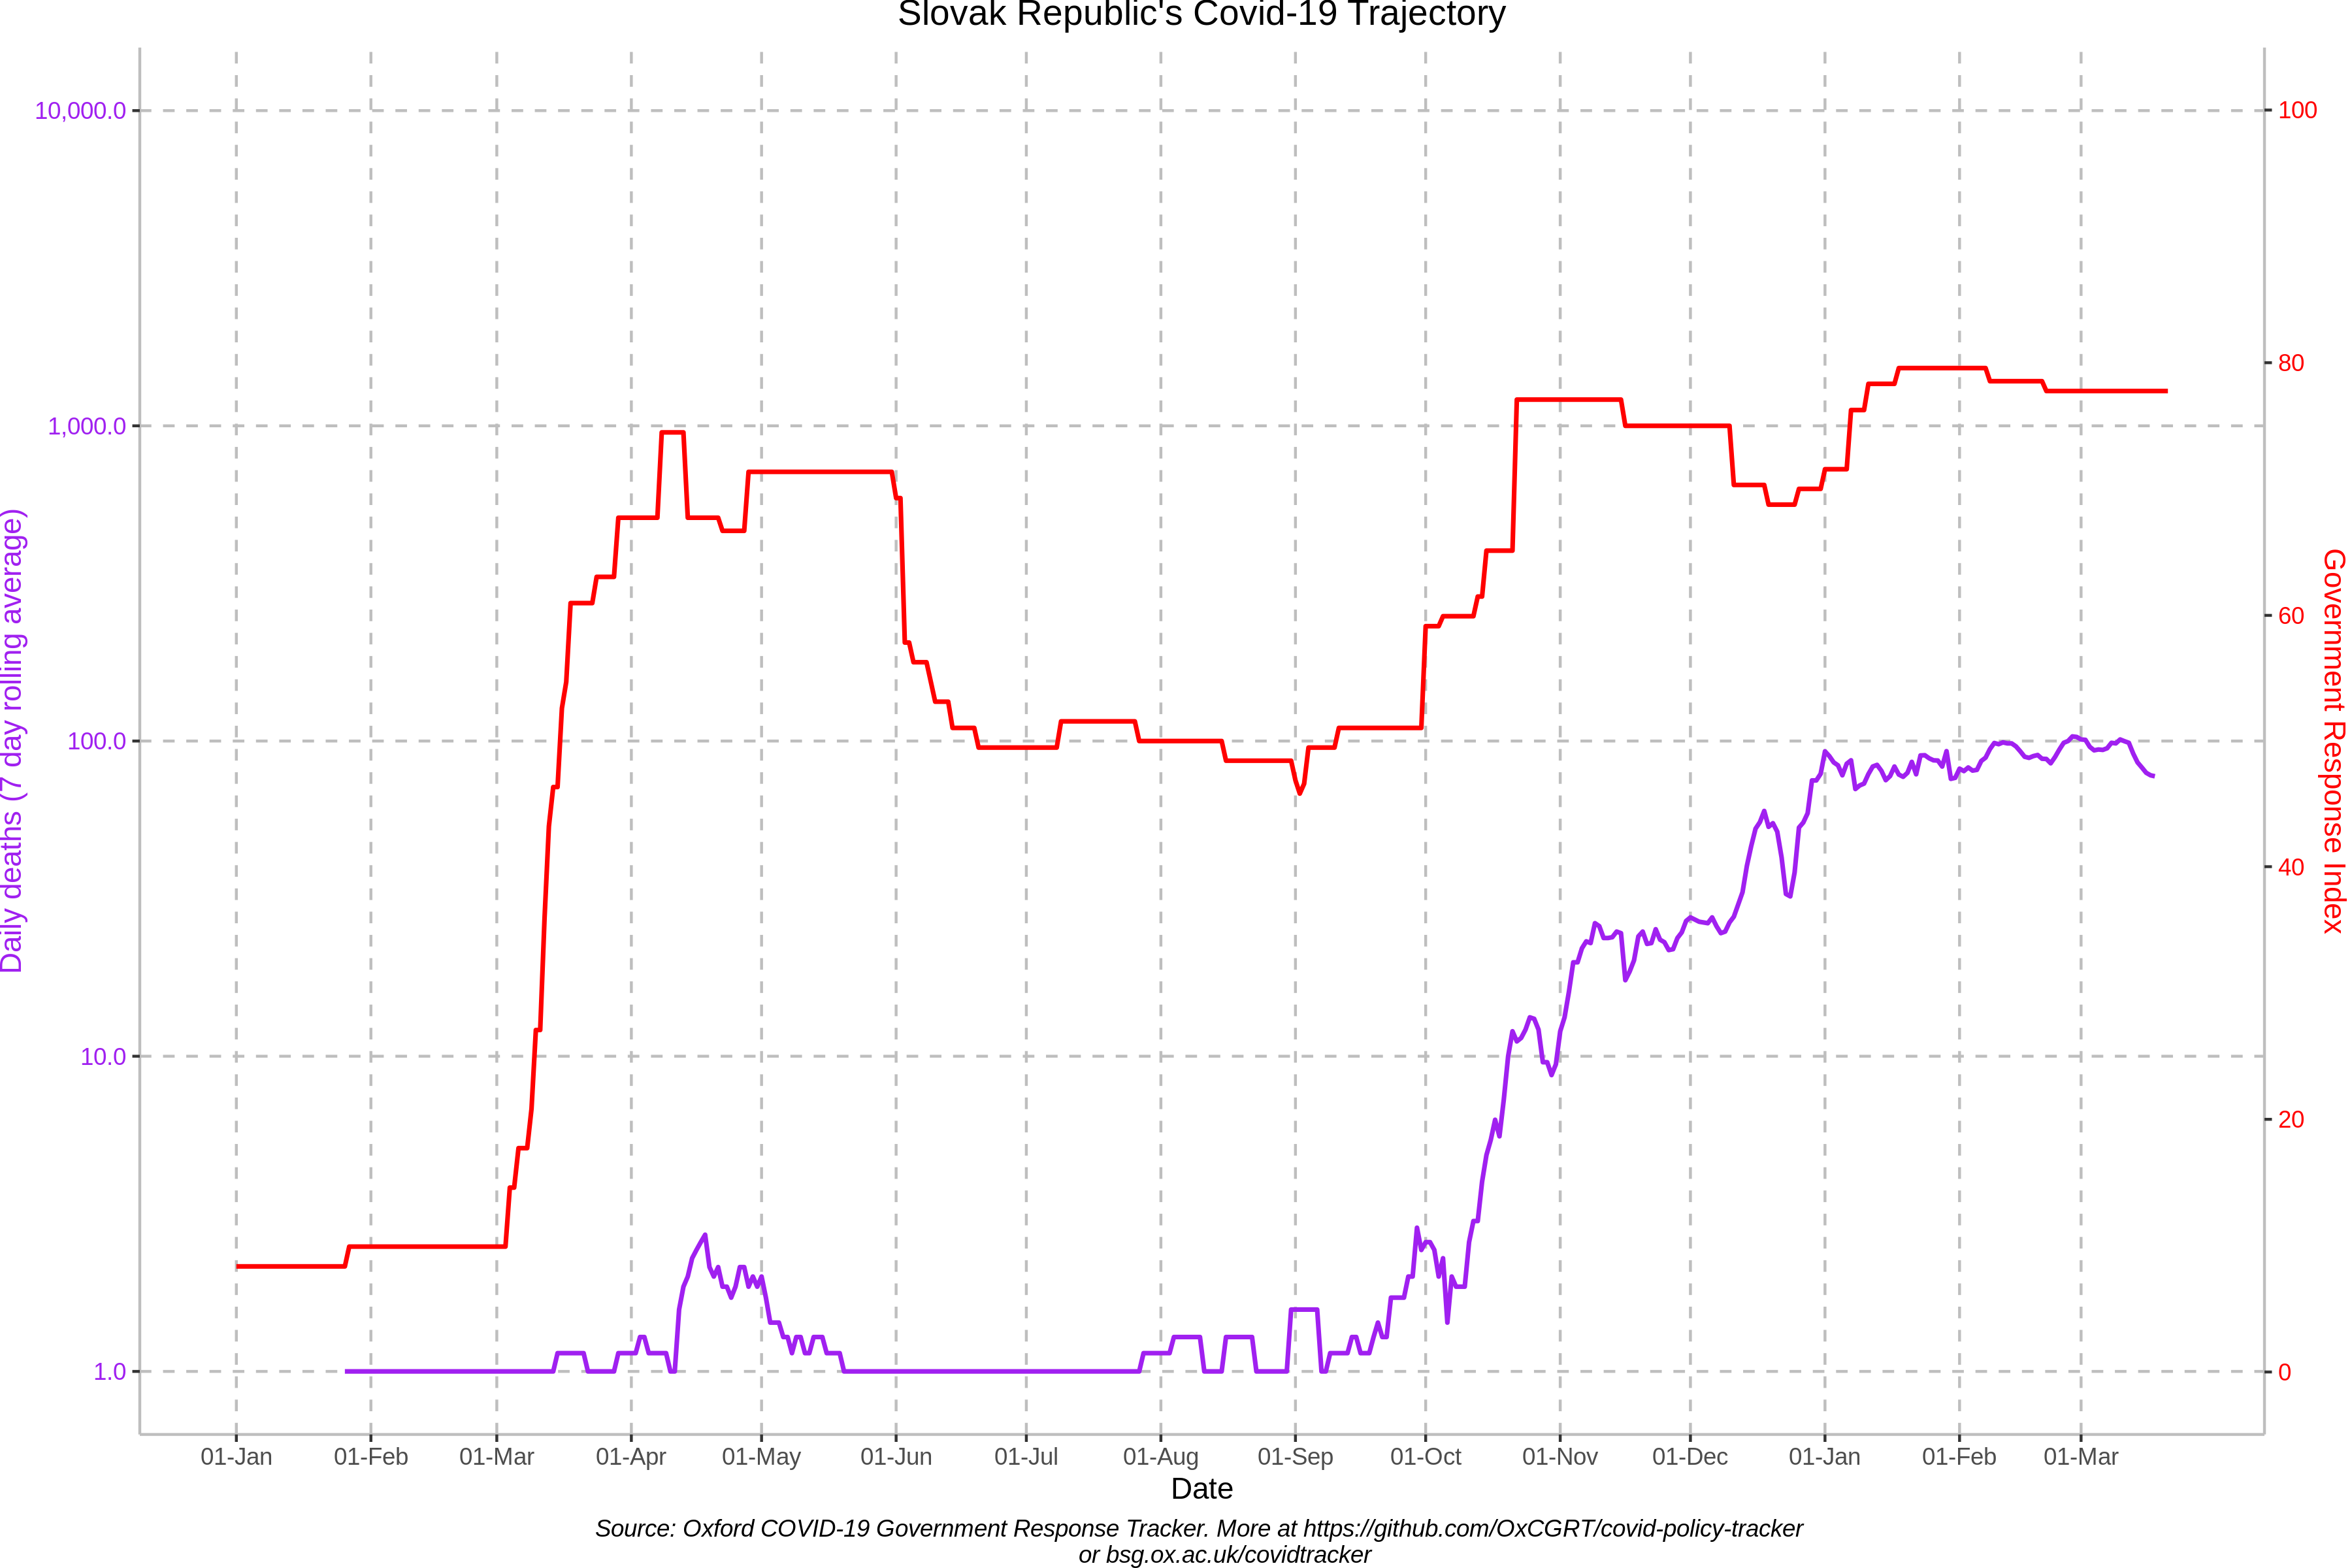 Slovak Republic's Covid-19 Trajectory
10,000.0
1,000.0
100.0
10.0
1.0
Daily deaths (7 day rolling average)
100
80
60
40
20
0
Government Response Index
01-Jan 01-Feb 01-Mar 01-Apr 01-May 01-Jun 01-Jul 01-Aug 01-Sep 01-Oct 01-Nov 01-Dec 01-Jan 01-Feb 01-Mar
Date
Source: Oxford COVID-19 Government Response Tracker. More at https://github.com/OxCGRT/covid-policy-tracker
or bsg.ox.ac.uk/covidtracker